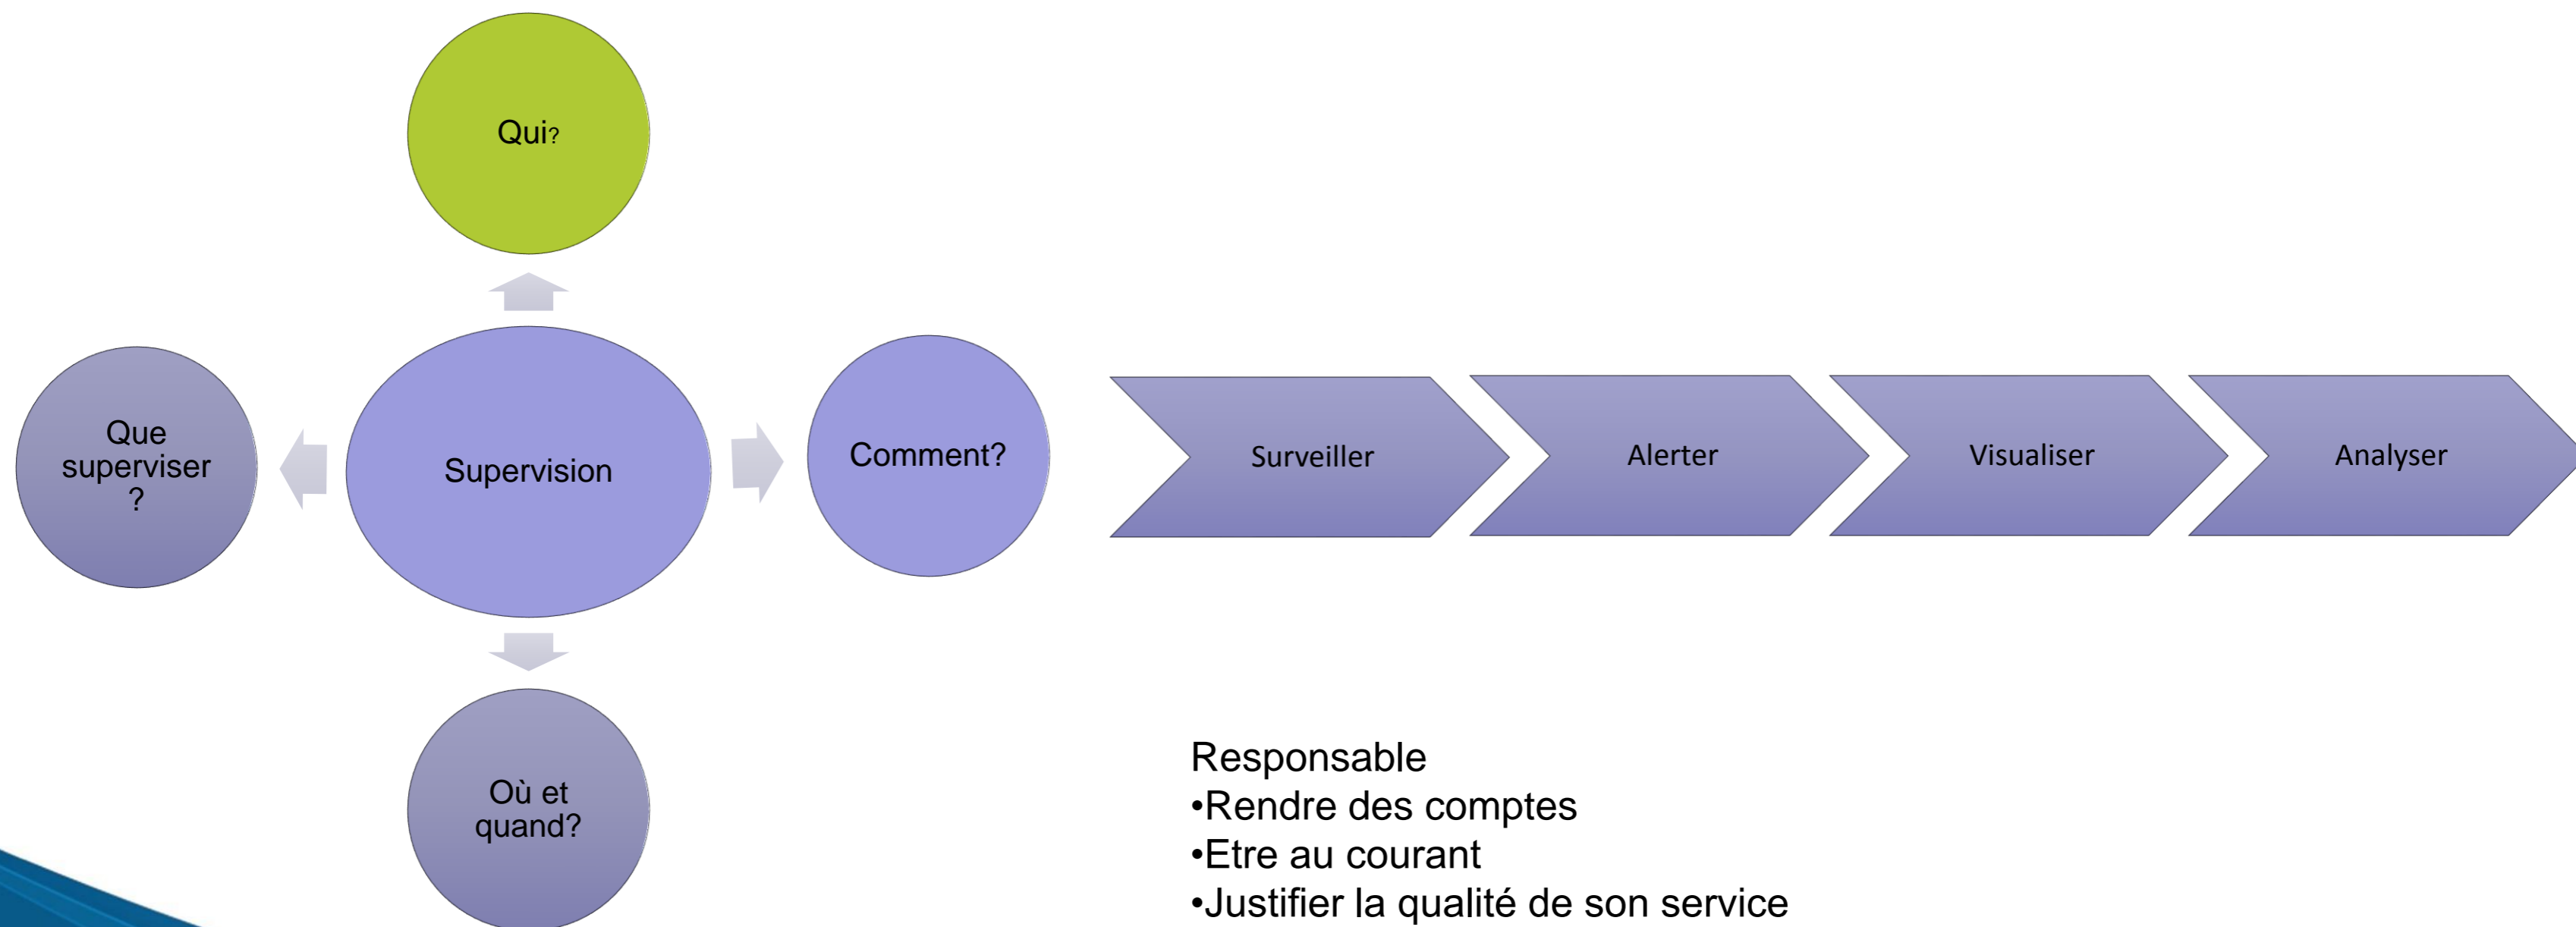 Qui?
Que
superviser
?
Supervision
Comment?
Où et
quand?
Surveiller
Alerter
Visualiser
Analyser
Responsable
•Rendre des comptes
•Etre au courant
•Justifier la qualité de son service